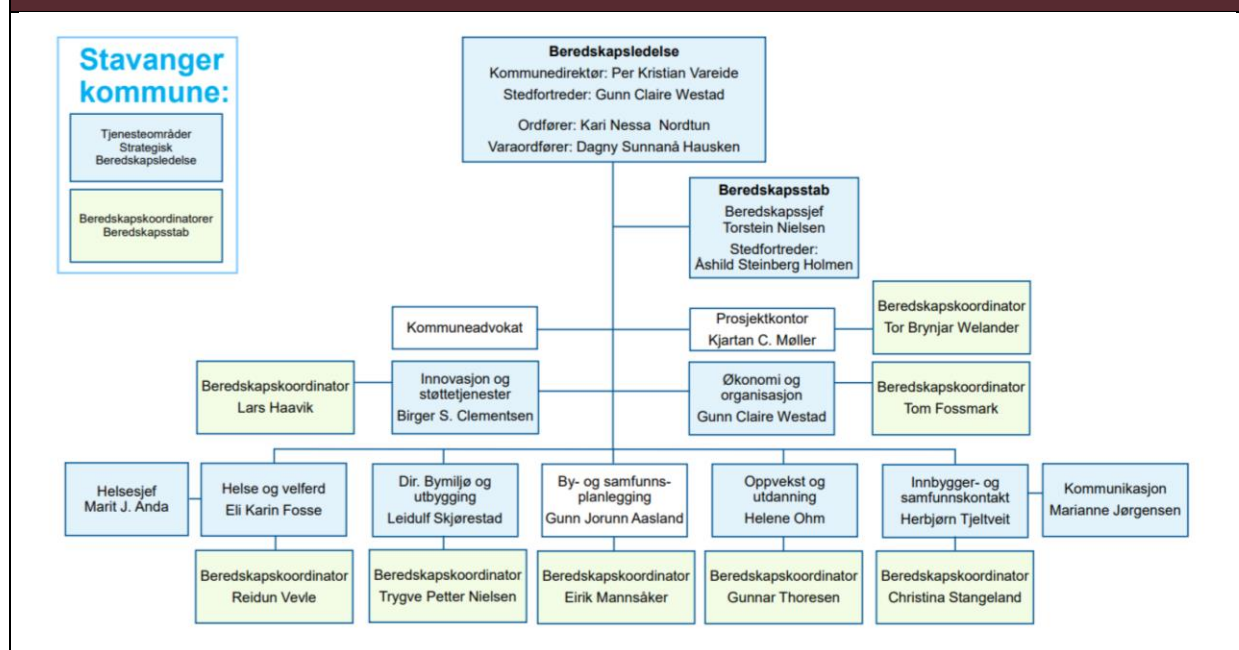 Stavanger
kommune:
Tjenesteområder
Strategisk
Beredskapsledelse
Beredskapskoordinatorer
Beredskapsstab
Beredskapsledelse
Kommunedirektør: Per Kristian Vareide
Stedfortreder: Gunn Claire Westad
Ordfører: Kari Nessa  Nordtun
Varaordfører: Dagny Sunnanå Hausken
Beredskapsstab
Beredskapssjef
Torstein Nielsen
Stedfortreder:
Åshild Steinberg Holmen
Kommuneadvokat
Prosjektkontor
Kjartan C. Møller
Beredskapskoordinator
Tor Brynjar Welander
Beredskapskoordinator
Lars Haavik
Innovasjon og
støttetjenester
Birger S. Clementsen
Økonomi og
organisasjon
Gunn Claire Westad
Beredskapskoordinator
Tom Fossmark
Helsesjef
Marit J. Anda
Helse og velferd
Eli Karin Fosse
Dir. Bymiljø og
utbygging
Leidulf Skjørestad
By- og samfunns-
planlegging
Gunn Jorunn Aasland
Oppvekst og
utdanning
Helene Ohm
Innbygger- og
samfunnskontakt
Herbjørn Tjeltveit
Kommunikasjon
Marianne Jørgensen
Beredskapskoordinator
Reidun Vevle
Beredskapskoordinator
Trygve Petter Nielsen
Beredskapskoordinator
Eirik Mannsåker
Beredskapskoordinator
Gunnar Thoresen
Beredskapskoordinator
Christina Stangeland